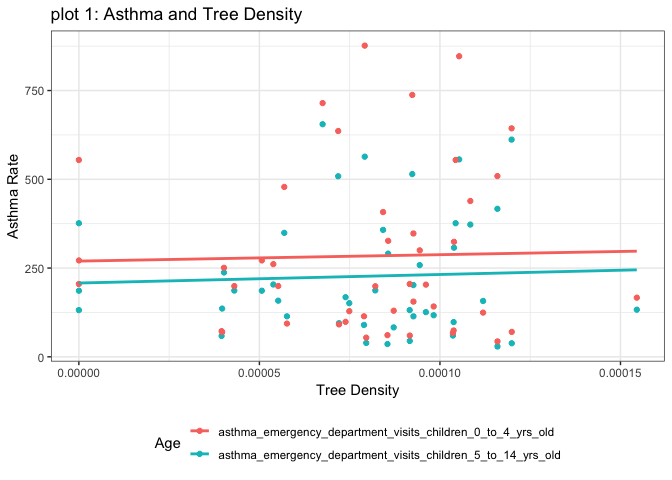 plot 1: Asthma and Tree Density
750
500
250
0
Asthma Rate
0.00000
0.00005
0.00010
0.00015
Tree Density
Age
asthma_emergency_department_visits_children_0_to_4_yrs_old
asthma_emergency_department_visits_children_5_to_14_yrs_old